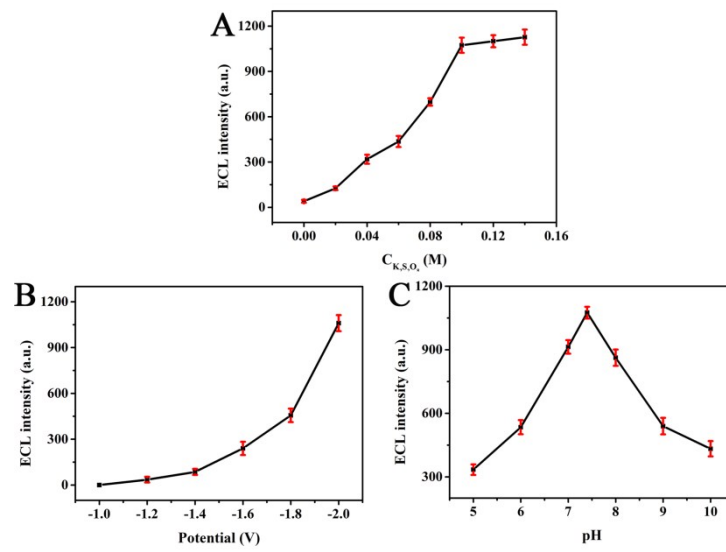 A
ECL intensity (a.u.)
1200
900
600
300
0
0.00 0.04 0.08 0.12 0.16
C_K₂S₂O₈ (M)
B
ECL intensity (a.u.)
1200
900
600
300
0
-1.0 -1.2 -1.4 -1.6 -1.8 -2.0
Potential (V)
C
ECL intensity (a.u.)
1200
900
600
300
5 6 7 8 9 10
pH